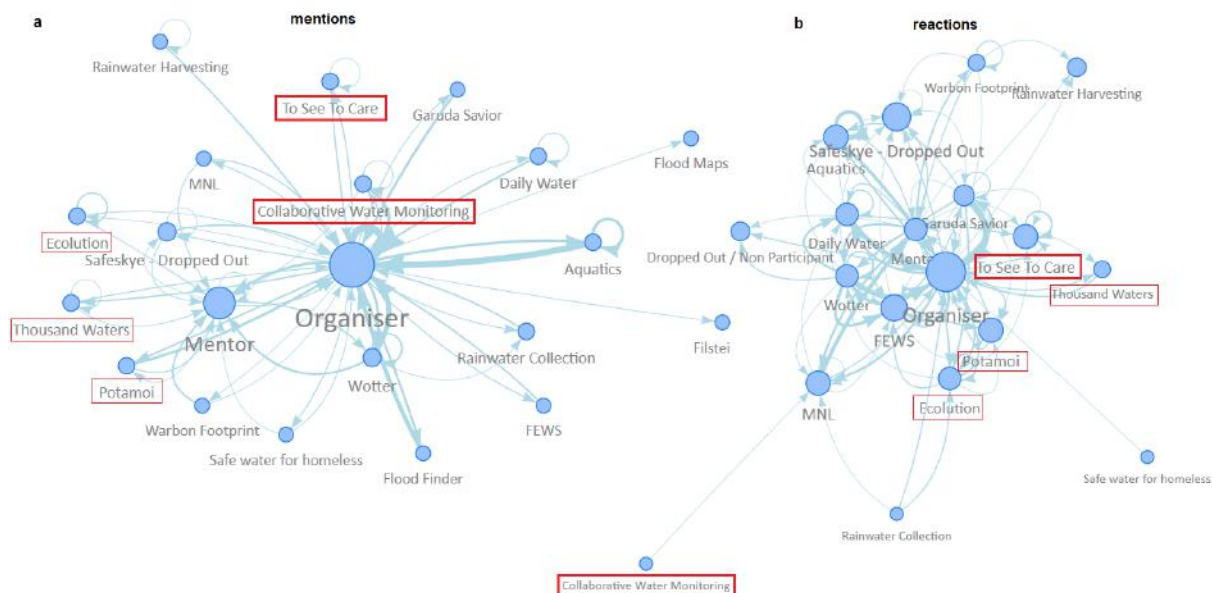 a
mentions
Rainwater Harvesting
To See To Care
Garuda Savior
Flood Maps
MNL
Daily Water
Collaborative Water Monitoring
Ecolution
Safeskye - Dropped Out
Aquatics
Organiser
Thousand Waters
Mentor
Filstei
Rainwater Collection
Wotter
Potamoi
Warbon Footprint
FEWS
Safe water for homeless
Flood Finder
b
reactions
Warbon Footprint
Rainwater Harvesting
Safeskye - Dropped Out
Aquatics
Garuda Savior
Daily Water
Dropped Out / Non Participant
To See To Care
Thousand Waters
Wotter
Organiser
FEWS
Potamoi
MNL
Ecolution
Safe water for homeless
Rainwater Collection
Collaborative Water Monitoring